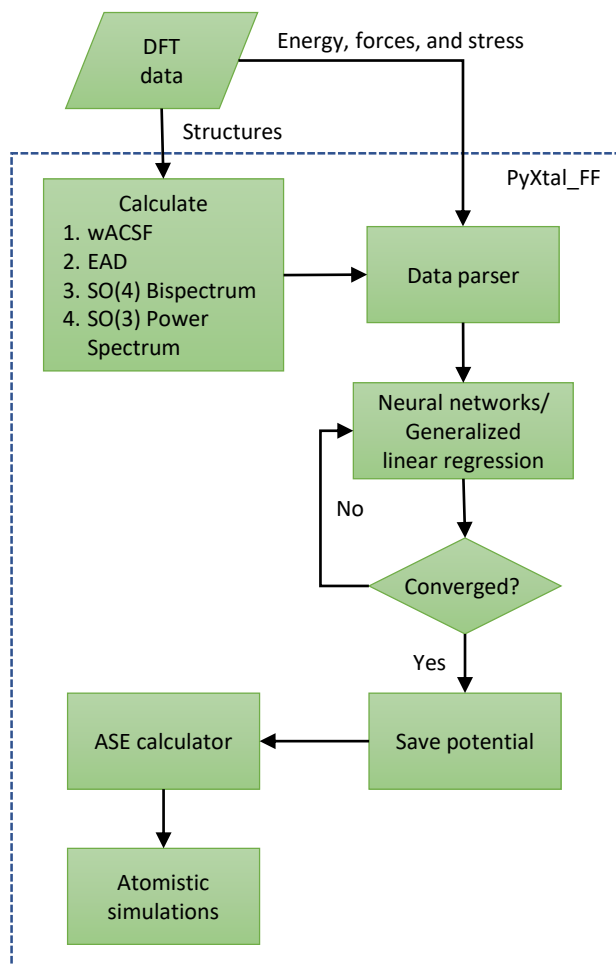 DFT
data
Energy, forces, and stress
Structures
PyXtal_FF
Calculate
1. wACSF
2. EAD
3. SO(4) Bispectrum
4. SO(3) Power
Spectrum
Data parser
Neural networks/
Generalized
linear regression
No
Converged?
Yes
ASE calculator
Save potential
Atomistic
simulations